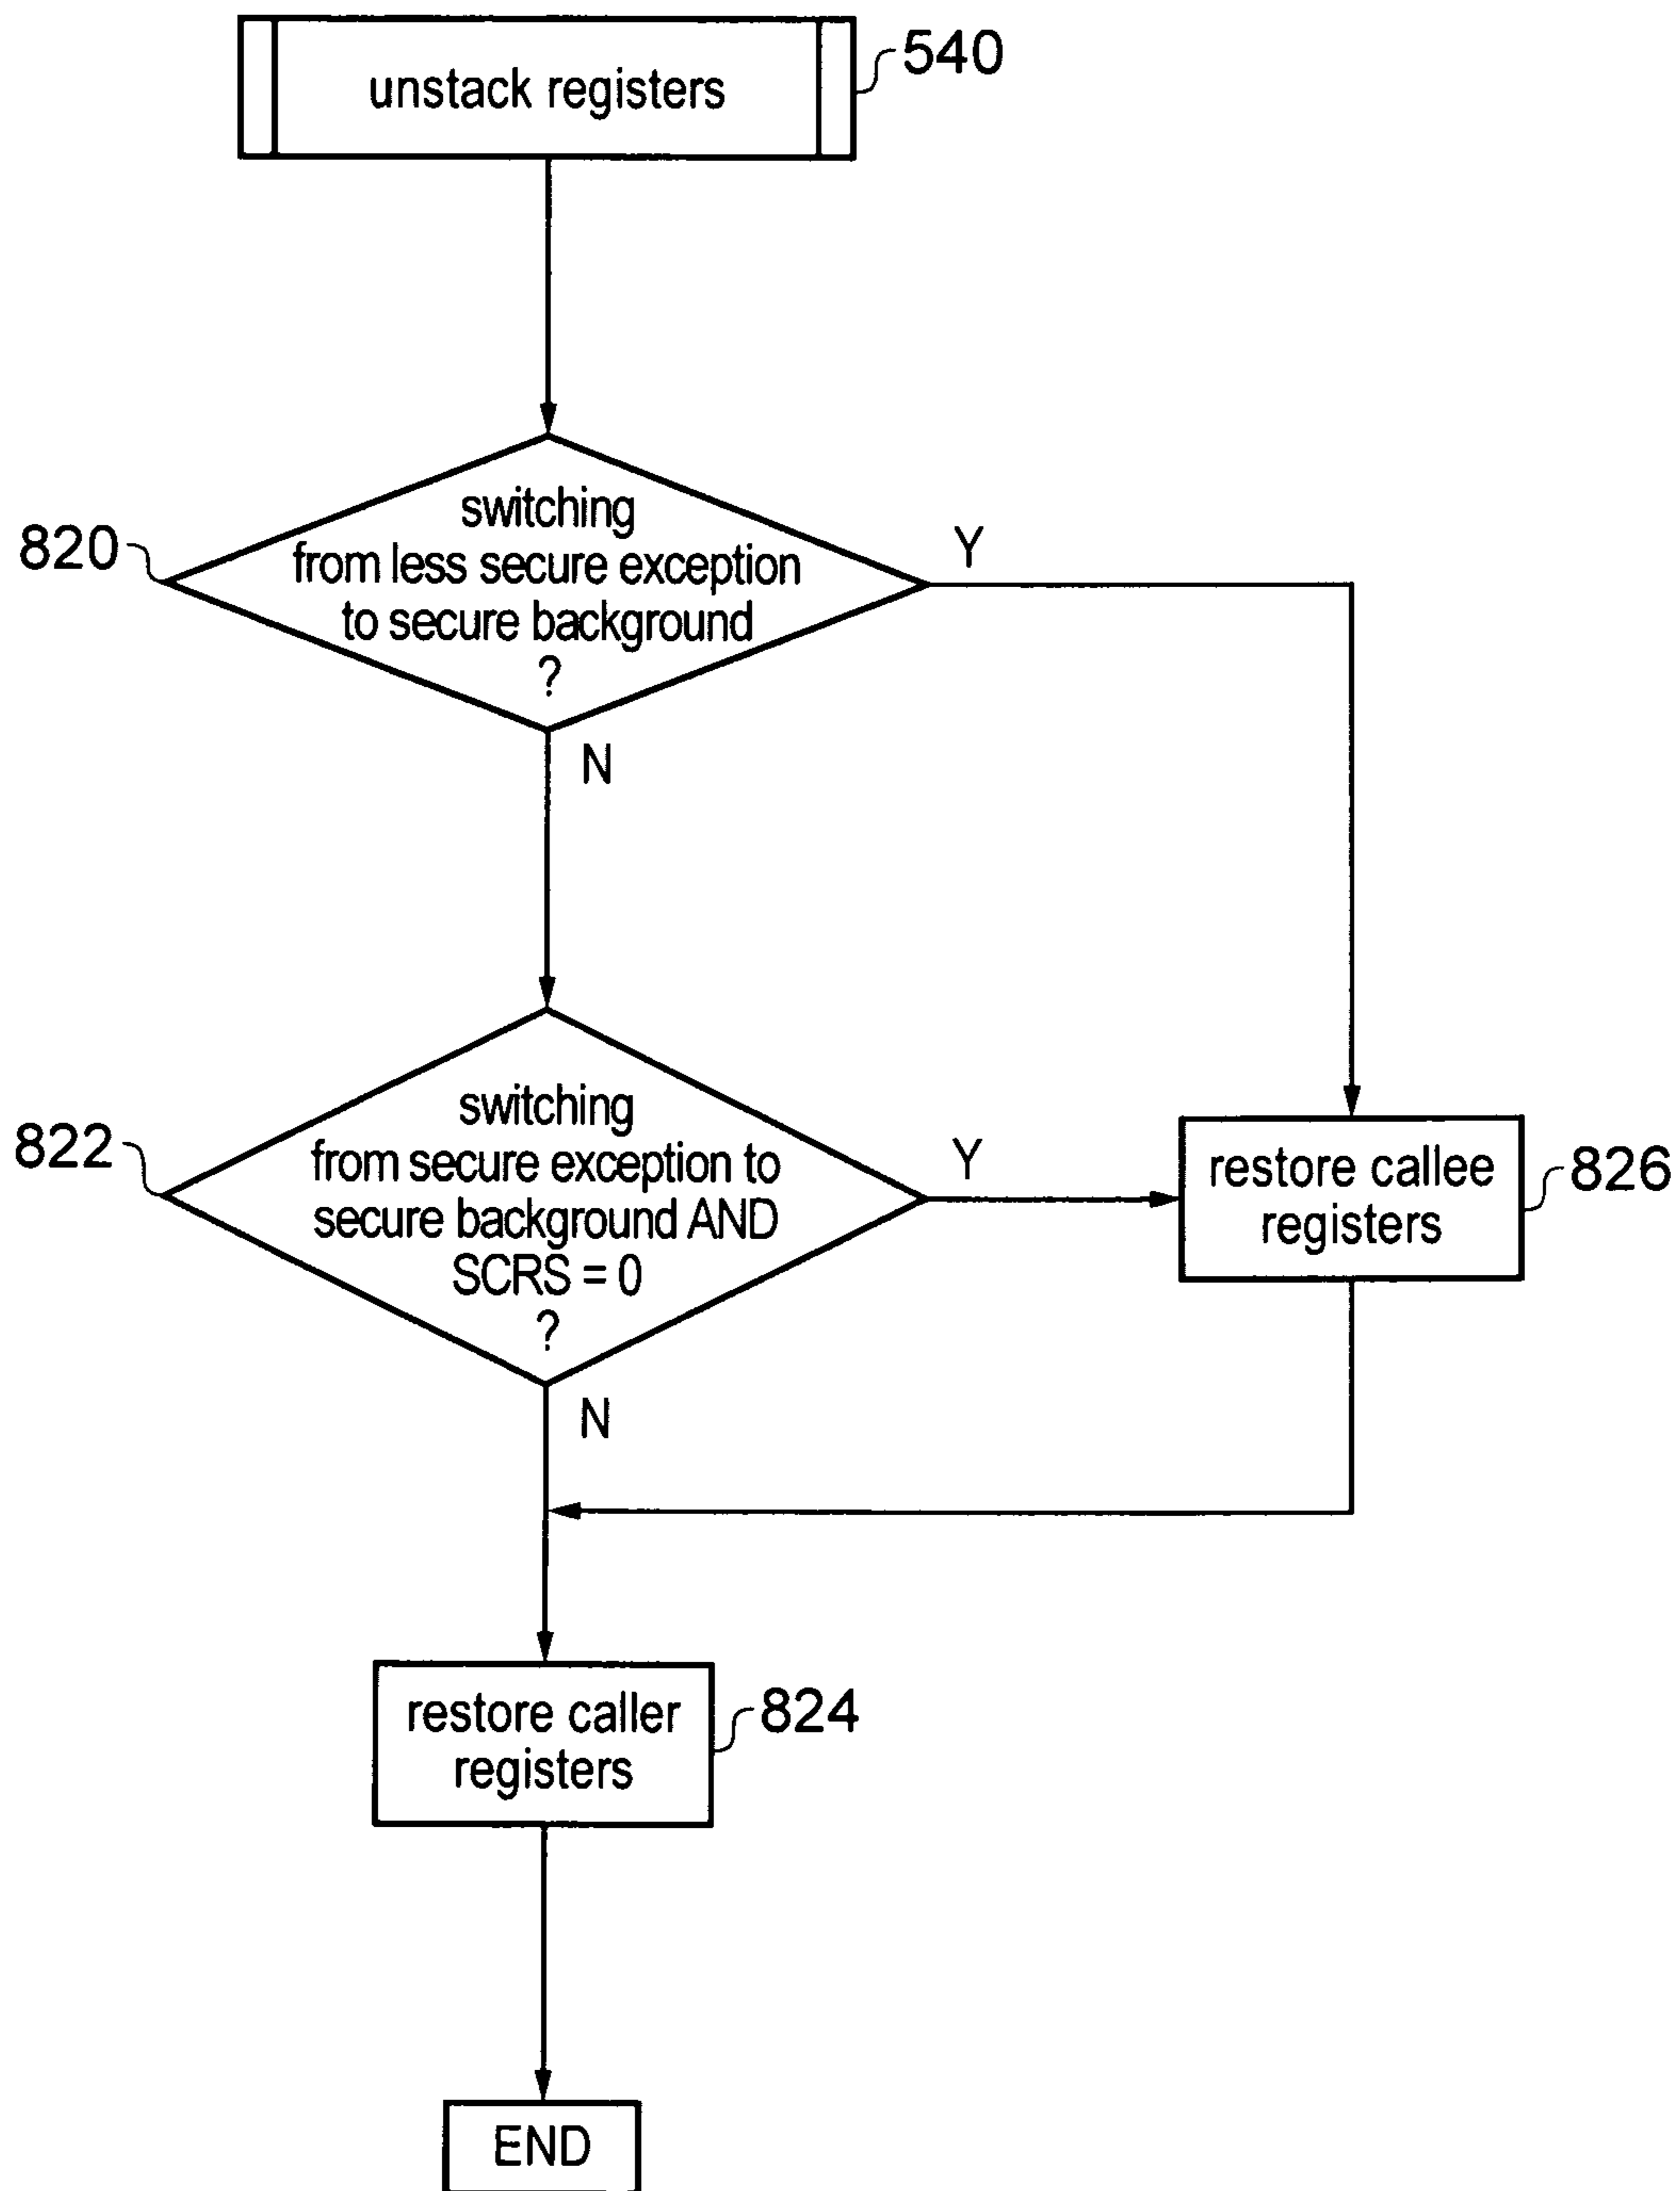 unstack registers
540
switching
from less secure exception
to secure background
?
820
Y
N
switching
from secure exception to
secure background AND
SCRS = 0
?
822
Y
N
restore callee
registers
826
restore caller
registers
824
END